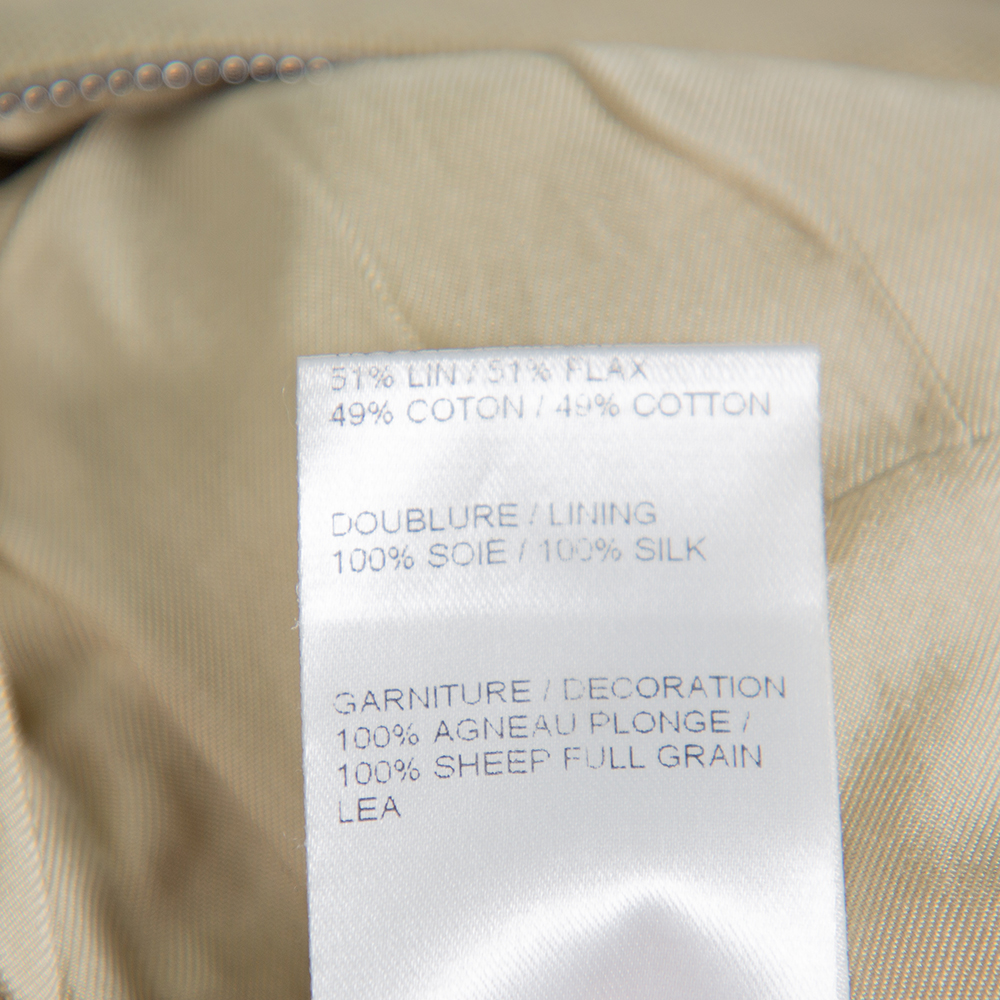 51% LIN / 51% FLAX
49% COTON / 49% COTTON
DOUBLURE / LINING
100% SOIE / 100% SILK
GARNITURE / DECORATION
100% AGNEAU PLONGE /
100% SHEEP FULL GRAIN
LEA